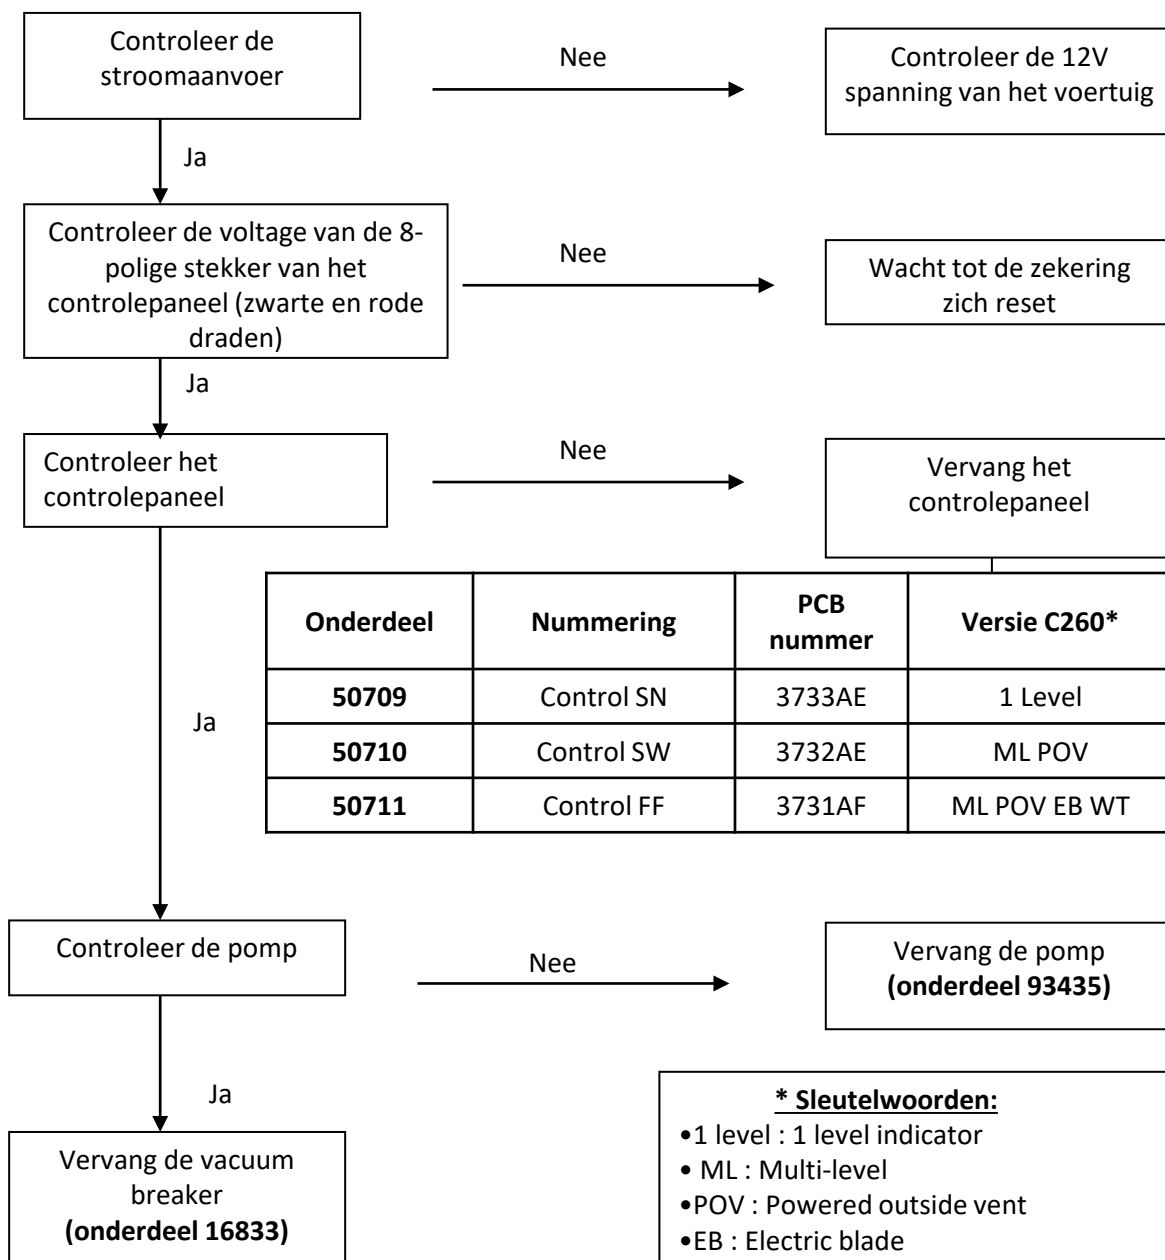 Controleer de
stroomaanvoer
Nee
Controleer de 12V
spanning van het voertuig
Ja
Controleer de voltage van de 8-
polige stekker van het
controlepaneel (zwarte en rode
draden)
Nee
Wacht tot de zekering
zich reset
Ja
Controleer het
controlepaneel
Nee
Vervang het
controlepaneel
Onderdeel Nummering PCB nummer Versie C260*
50709 Control SN 3733AE 1 Level
50710 Control SW 3732AE ML POV
50711 Control FF 3731AF ML POV EB WT
Ja
Controleer de pomp
Nee
Vervang de pomp
(onderdeel 93435)
Ja
Vervang de vacuum
breaker
(onderdeel 16833)
* Sleutelwoorden:
•1 level : 1 level indicator
• ML : Multi-level
•POV : Powered outside vent
•EB : Electric blade